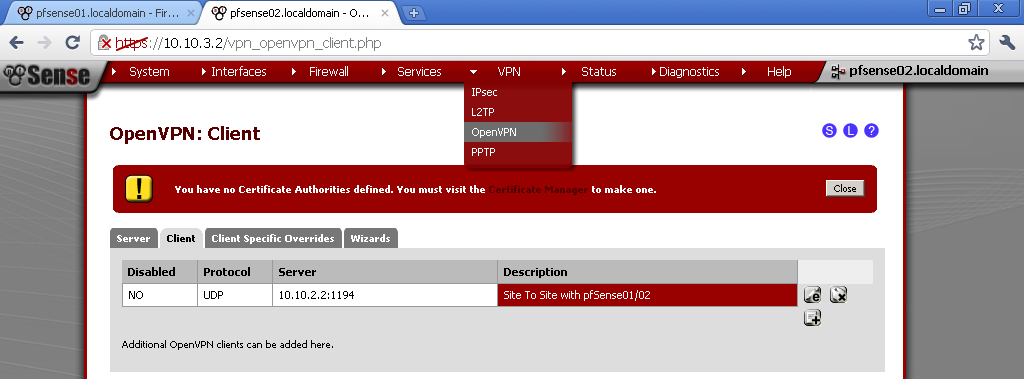 pfsense01.localdomain - Fir...
pfsense02.localdomain - O...
https://10.10.3.2/vpn_openvpn_client.php
Sense System Interfaces Firewall Services VPN Status Diagnostics Help pfsense02.localdomain
IPsec
L2TP
OpenVPN
PPTP
OpenVPN: Client
S L ?
You have no Certificate Authorities defined. You must visit the Certificate Manager to make one.
Close
Server Client Client Specific Overrides Wizards
Disabled Protocol Server Description
NO UDP 10.10.2.2:1194 Site To Site with pfSense01/02
Additional OpenVPN clients can be added here.